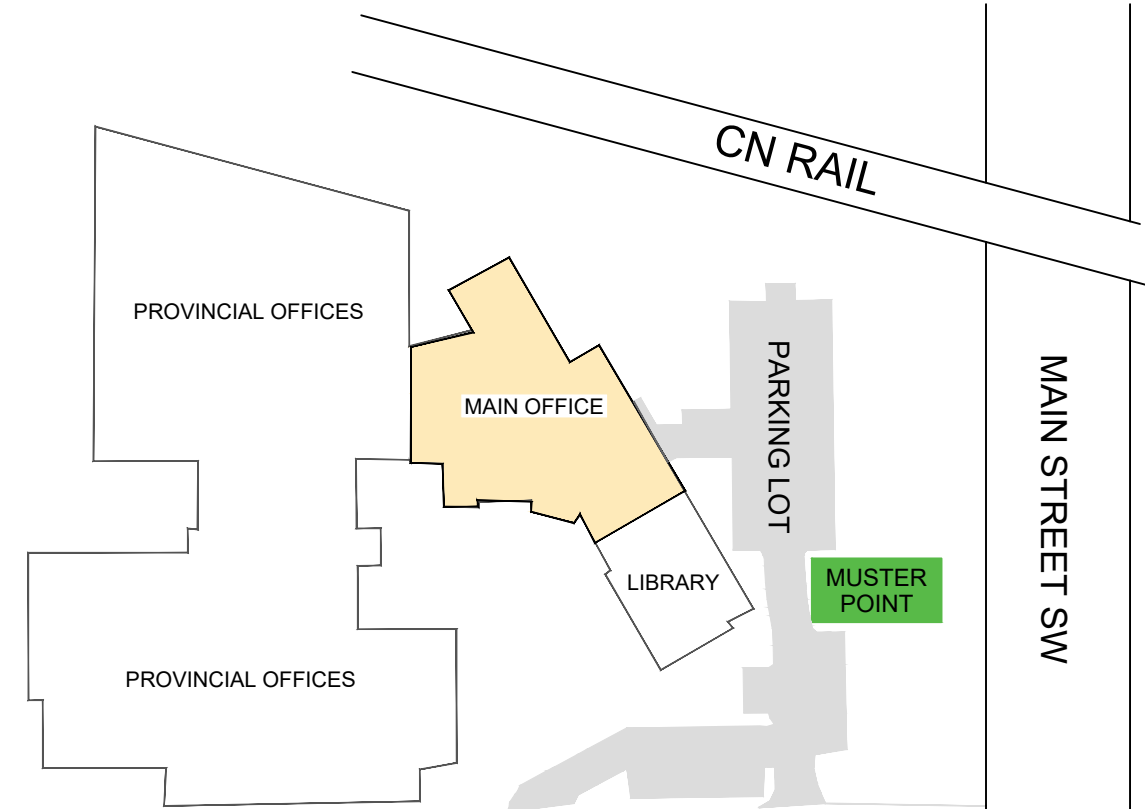 CN RAIL
PROVINCIAL OFFICES
MAIN OFFICE
PARKING LOT
MAIN STREET SW
LIBRARY
MUSTER
POINT
PROVINCIAL OFFICES